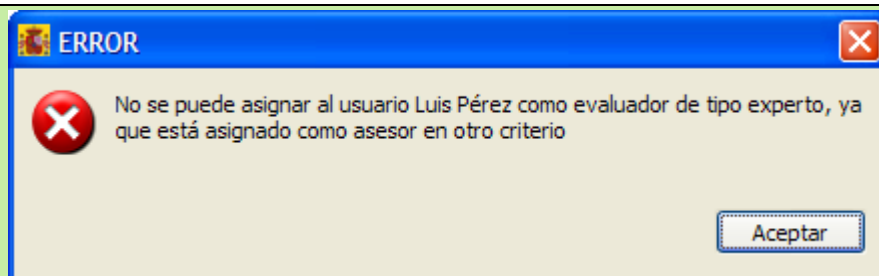 ERROR
No se puede asignar al usuario Luis Pérez como evaluador de tipo experto, ya
que está asignado como asesor en otro criterio
Aceptar